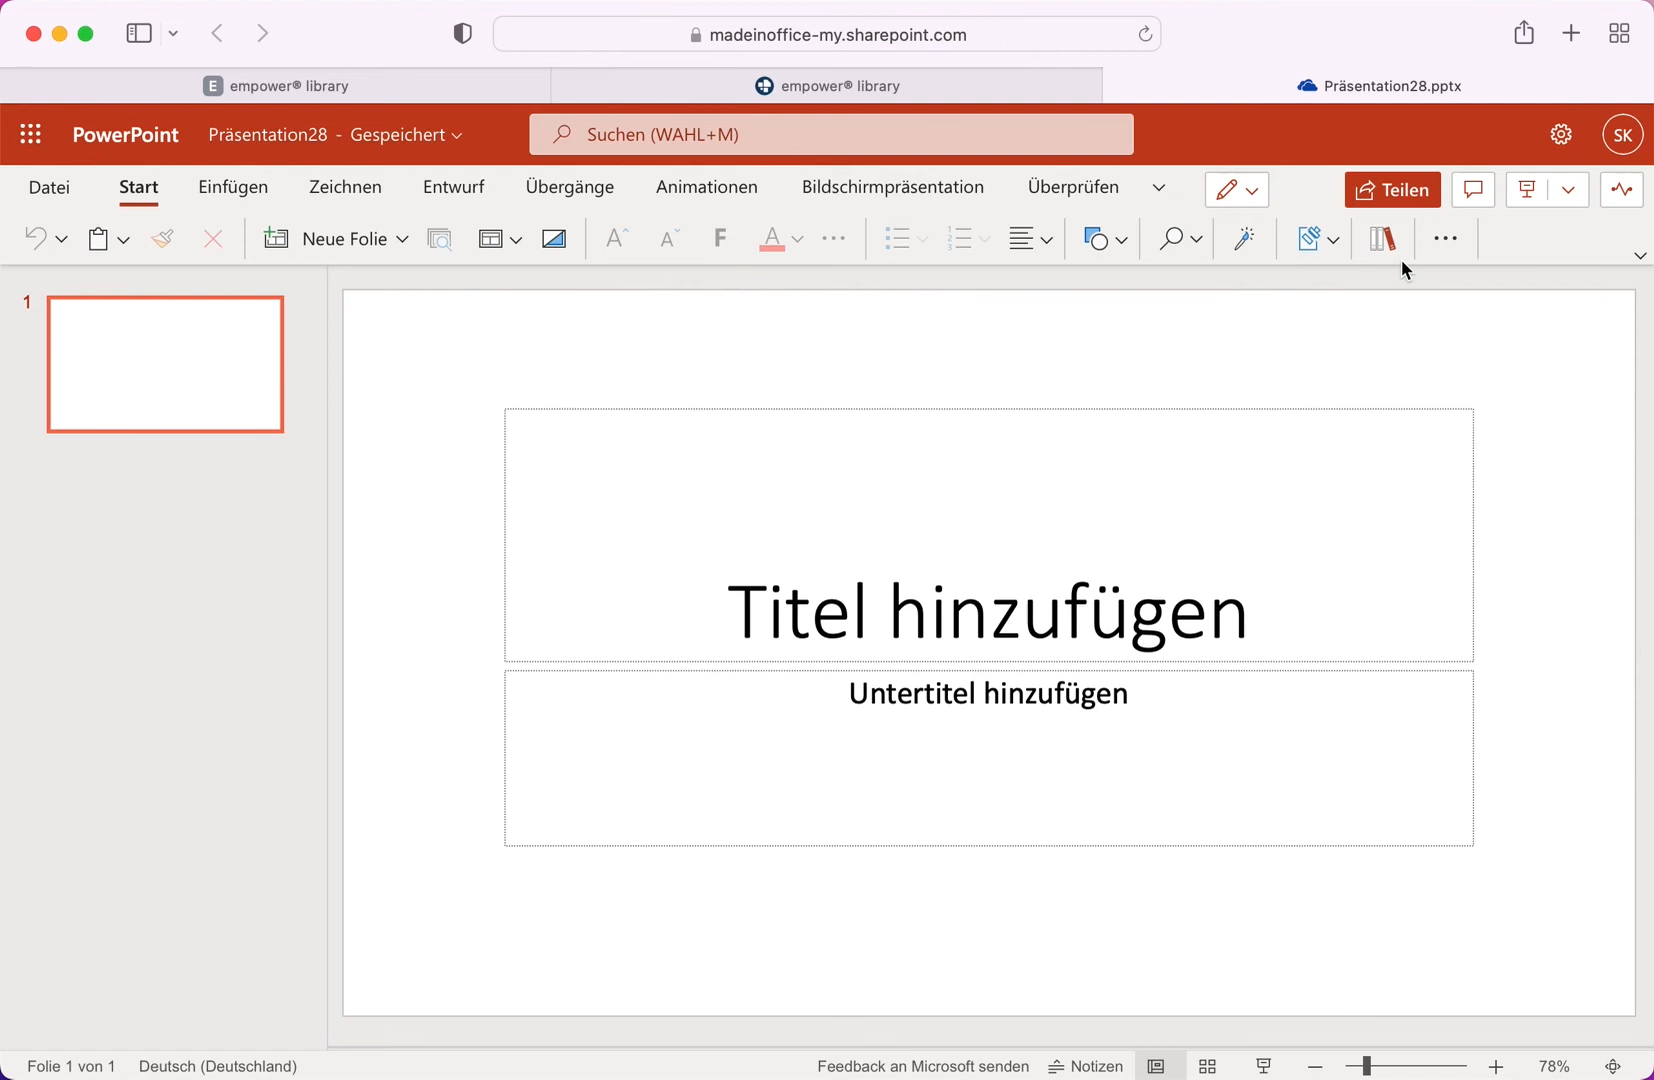 madeinoffice-my.sharepoint.com
E empower® library
empower® library
Präsentation28.pptx
PowerPoint
Präsentation28 - Gespeichert
Suchen (WAHL+M)
SK
Datei
Start
Einfügen
Zeichnen
Entwurf
Übergänge
Animationen
Bildschirmpräsentation
Überprüfen
Teilen
Neue Folie
A
A
F
A
1
Titel hinzufügen
Untertitel hinzufügen
Folie 1 von 1
Deutsch (Deutschland)
Feedback an Microsoft senden
Notizen
78%